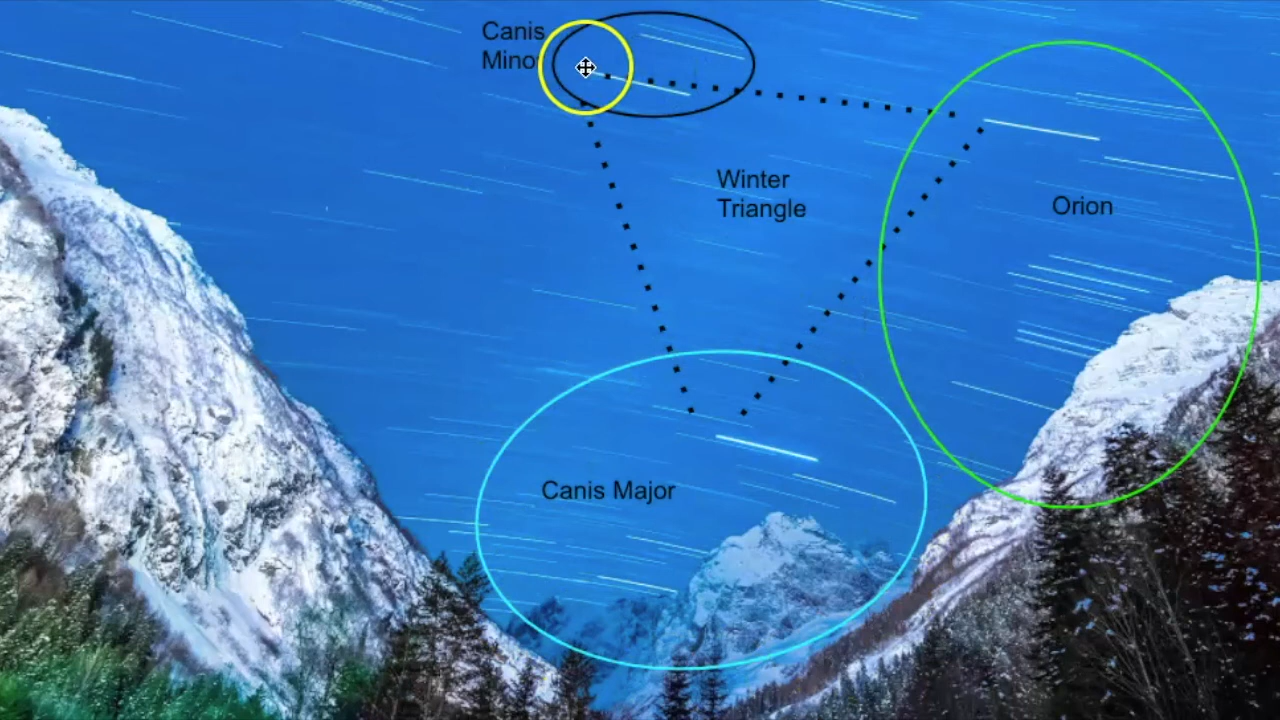 Canis
Mino
Winter
Triangle
Orion
Canis Major